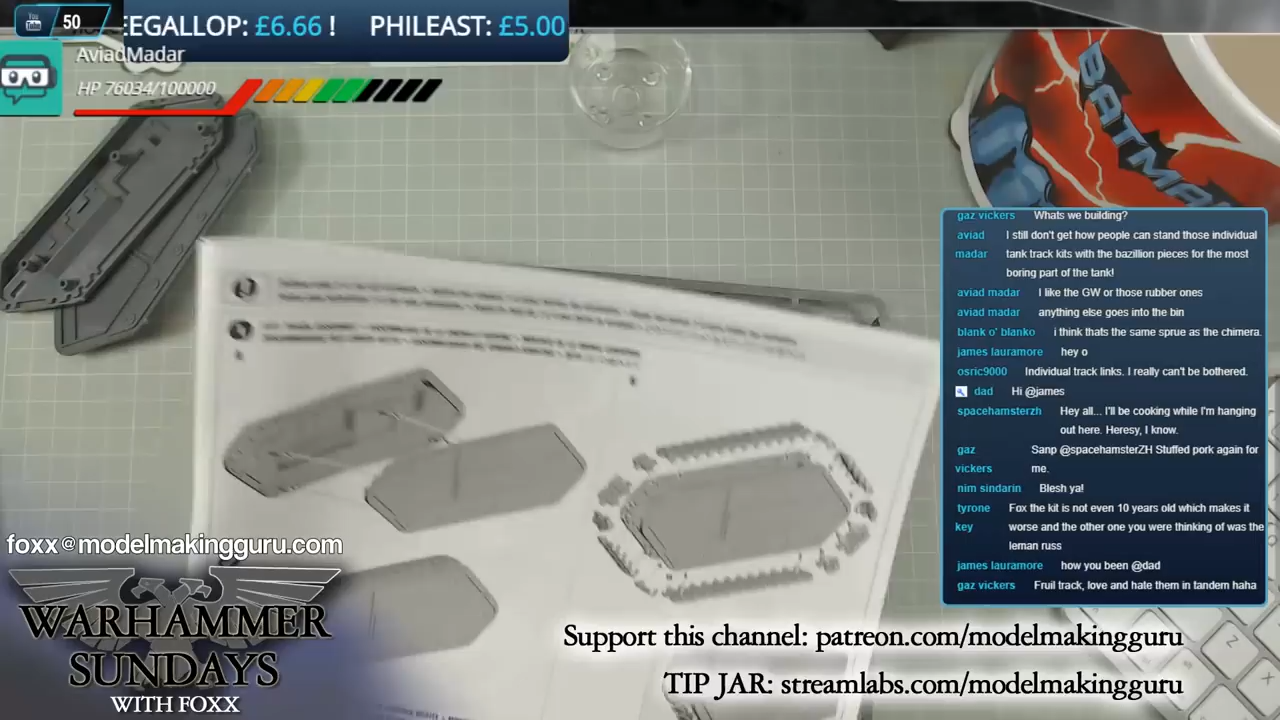 50
EEGALLOP: £6.66 ! PHILEAST: £5.00
AviadMadar
HP 76034/100000
BATMA
gaz vickers Whats we building?
aviad madar I still don't get how people can stand those individual
tank track kits with the bazillion pieces for the most
boring part of the tank!
aviad madar I like the GW or those rubber ones
aviad madar anything else goes into the bin
blank o' blanko i think thats the same sprue as the chimera.
james lauramore hey o
osric9000 Individual track links. I really can't be bothered.
dad Hi @james
spacehamsterzh Hey all... I'll be cooking while I'm hanging
out here. Heresy, I know.
gaz vickers Sanp @spacehamsterZH Stuffed pork again for
me.
nim sindarin Blesh ya!
tyrone key Fox the kit is not even 10 years old which makes it
worse and the other one you were thinking of was the
leman russ
james lauramore how you been @dad
gaz vickers Fruil track, love and hate them in tandem haha
foxx@modelmakingguru.com
WARHAMMER
SUNDAYS
WITH FOXX
Support this channel: patreon.com/modelmakingguru
TIP JAR: streamlabs.com/modelmakingguru